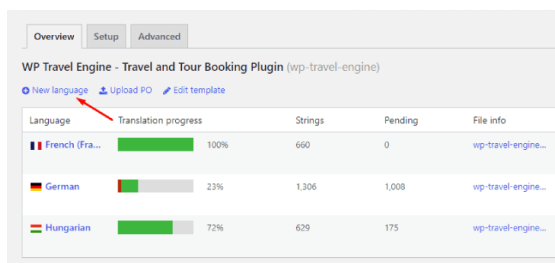 Overview Setup Advanced
WP Travel Engine - Travel and Tour Booking Plugin (wp-travel-engine)
New language Upload PO Edit template
Language Translation progress Strings Pending File info
French (Fra... 100% 660 0 wp-travel-engine...
German 23% 1,306 1,008 wp-travel-engine...
Hungarian 72% 629 175 wp-travel-engine...